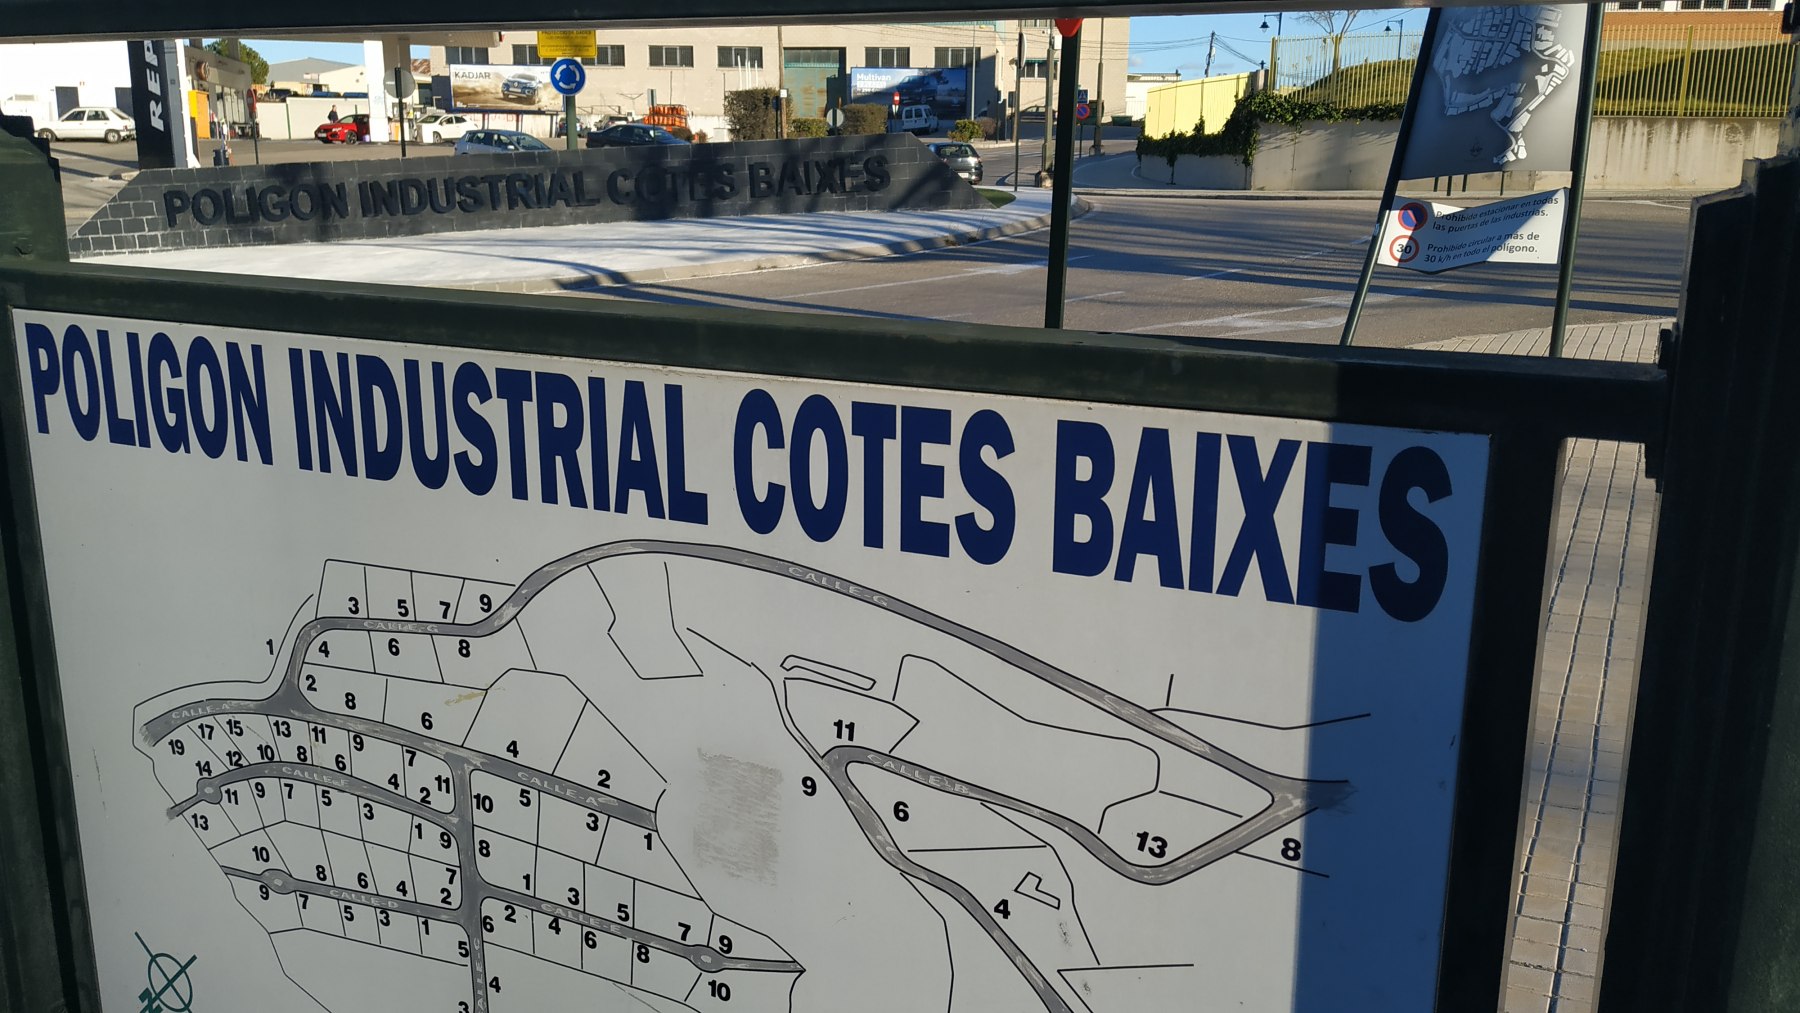 REP
KADJAR
Multivan
POLIGON INDUSTRIAL COTES BAIXES
Prohibido estacionar en todas
las puertas de las industrias.
30
Prohibido circular a más de
30 k/h en todo el polígono.
POLIGON INDUSTRIAL COTES BAIXES
CALLE-G
3 5 7 9
CALLE-G
1 4 6 8
2 8 6 4 2
CALLE-A
19 17 15 13 11 9 7 11
CALLE-A
10 5 3 1
14 12 10 8 6 4 2
CALLE-F
13 11 9 7 5 3 1 9
8
10 8 6 4 2 7
CALLE-D
9 7 5 3 1 5
1 3 5 7 9
CALLE-E
6 2 4 6 8 10
3 4
CALLE-C
11
CALLE-B
9 6 13 8
4
N